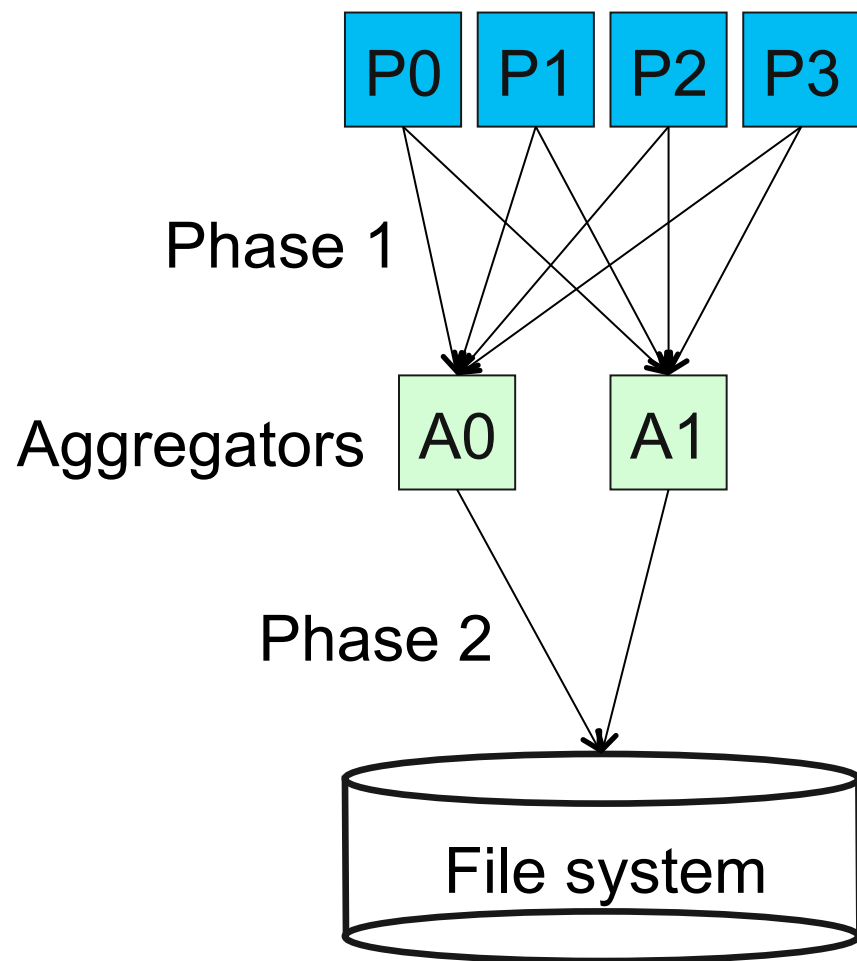 P0 P1 P2 P3
Phase 1
Aggregators A0 A1
Phase 2
File system